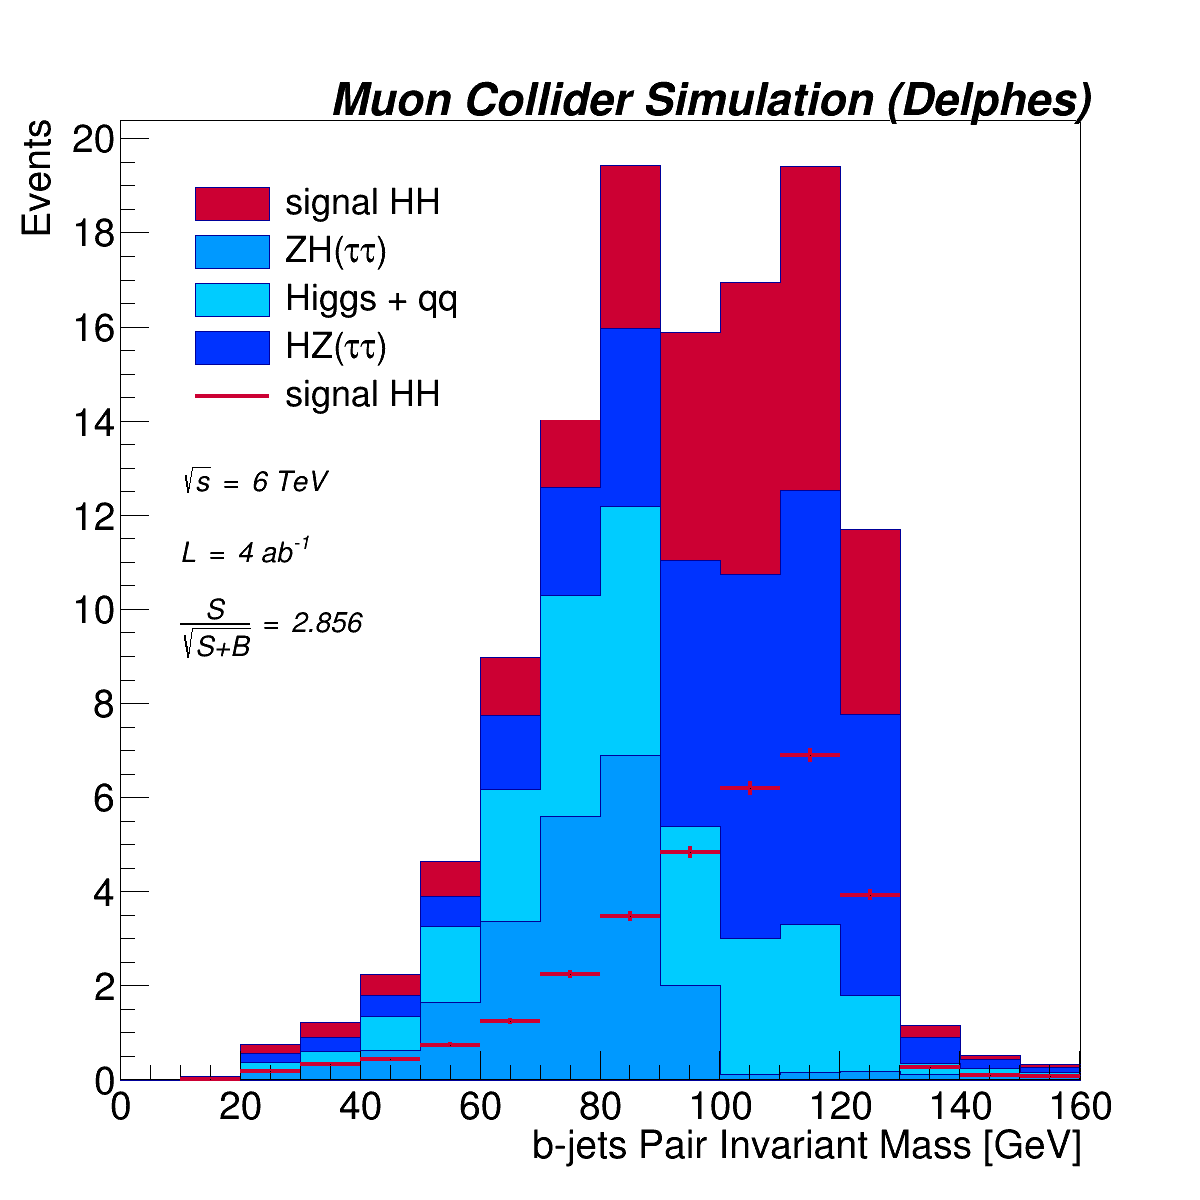 Muon Collider Simulation (Delphes)
Events
20
18
16
14
12
10
8
6
4
2
0
signal HH
ZH(ττ)
Higgs + qq
HZ(ττ)
signal HH
√s = 6 TeV
L = 4 ab⁻¹
S
√S+B = 2.856
0 20 40 60 80 100 120 140 160
b-jets Pair Invariant Mass [GeV]